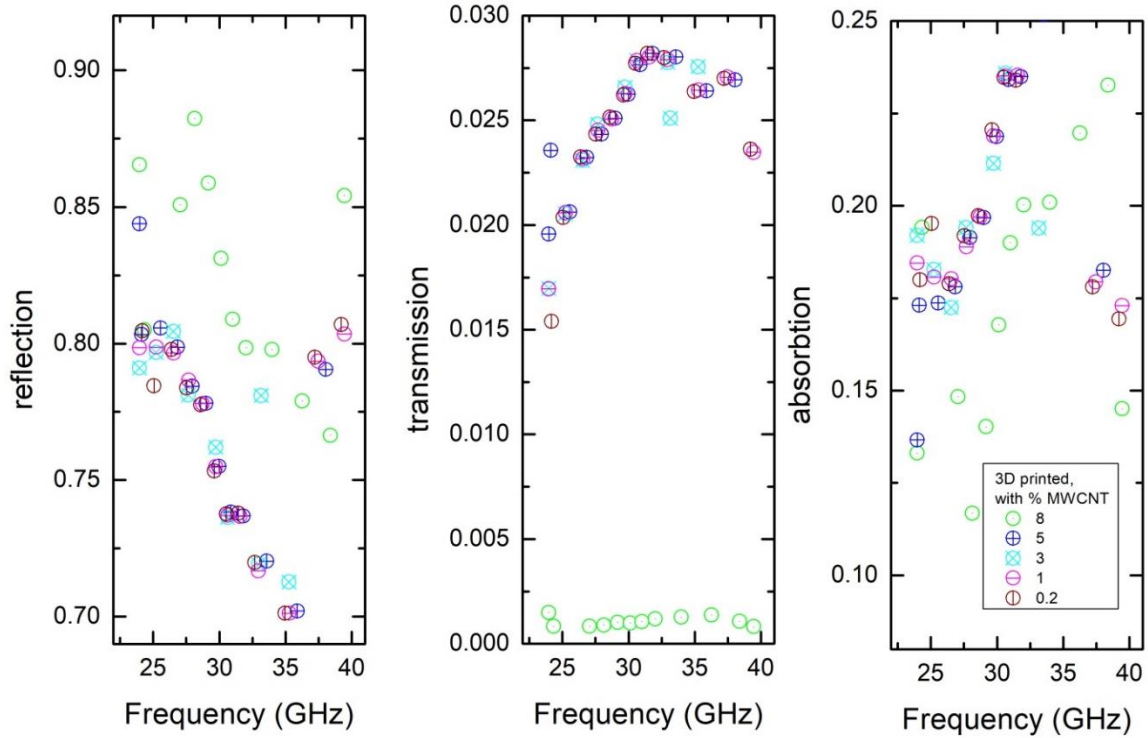 reflection
0.90
0.85
0.80
0.75
0.70
25 30 35 40
Frequency (GHz)
transmission
0.030
0.025
0.020
0.015
0.010
0.005
0.000
25 30 35 40
Frequency (GHz)
absorbtion
0.25
0.20
0.15
0.10
3D printed,
with % MWCNT
8
5
3
1
0.2
25 30 35 40
Frequency (GHz)